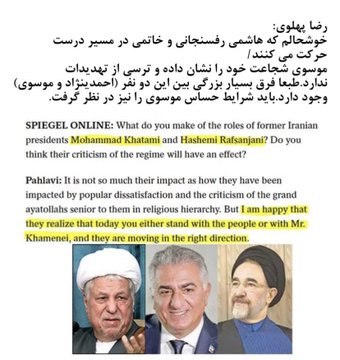 رضا پهلوی:
خوشحالم که هاشمی رفسنجانی و خاتمی در مسیر درست
حرکت می کنند/
موسوی شجاعت خود را نشان داده و ترسی از تهدیدات
ندارد.طبعا فرق بسیار بزرگی بین این دو نفر (احمدینژاد و موسوی)
وجود دارد.باید شرایط حساس موسوی را نیز در نظر گرفت.
SPIEGEL ONLINE: What do you make of the roles of former Iranian
presidents Mohammad Khatami and Hashemi Rafsanjani? Do you
think their criticism of the regime will have an effect?
Pahlavi: It is not so much their impact as how they have been
impacted by popular dissatisfaction and the criticism of the grand
ayatollahs senior to them in religious hierarchy. But I am happy that
they realize that today you either stand with the people or with Mr.
Khamenei, and they are moving in the right direction.